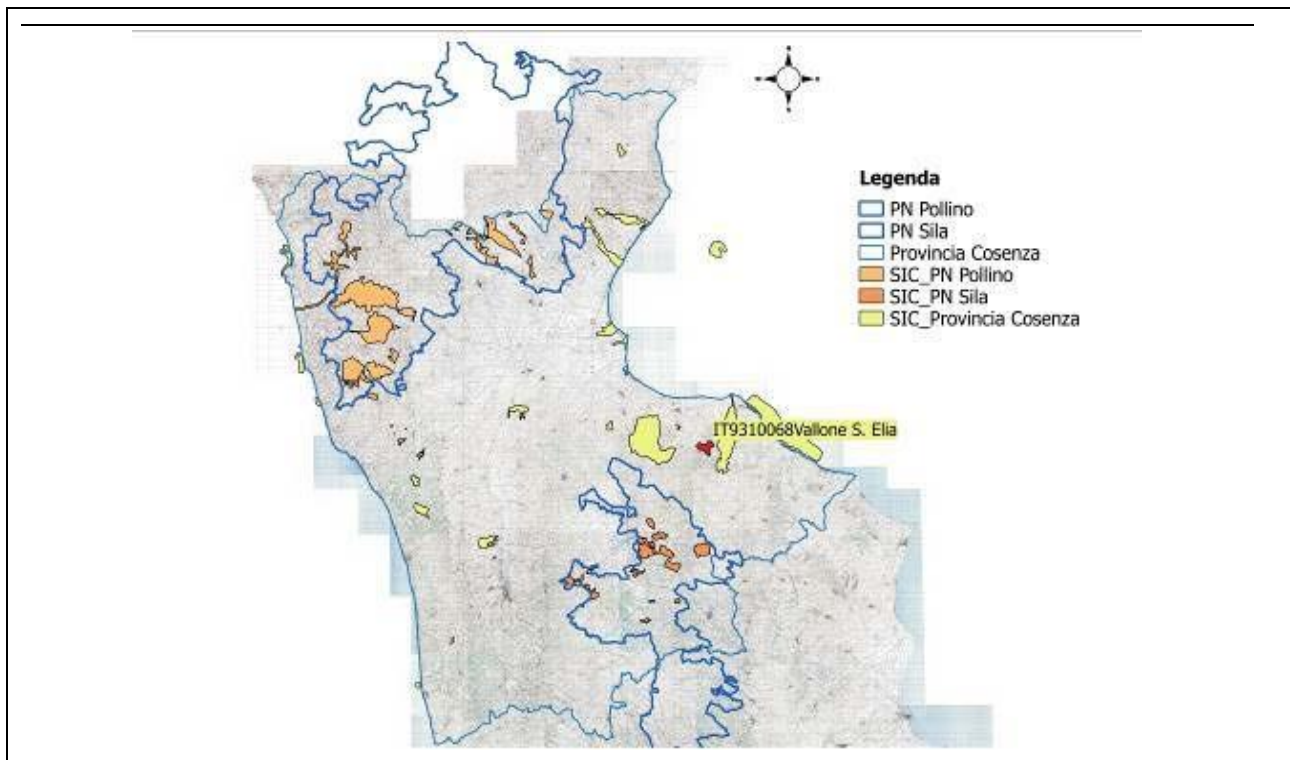 Legenda
PN Pollino
PN Sila
Provincia Cosenza
SIC_PN Pollino
SIC_PN Sila
SIC_Provincia Cosenza
IT9310068Vallone S. Elia